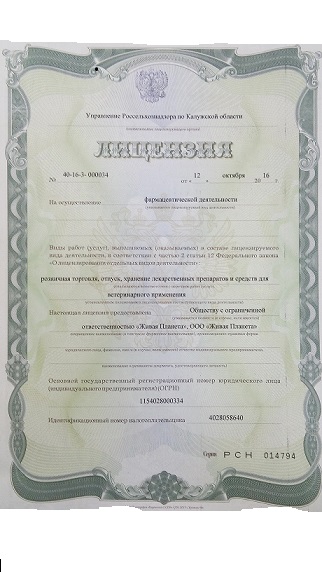 Управление Россельхознадзора по Калужской области
ЛИЦЕНЗИЯ
№ 40-16-3- 000034 от « 12 » октября 20 16
На осуществление фармацевтической деятельности
Виды работ (услуг), выполняемых (оказываемых) в составе лицензируемого
вида деятельности, в соответствии с частью 2 статьи 12 Федерального закона
«О лицензировании отдельных видов деятельности»:
розничная торговля, отпуск, хранение лекарственных препаратов и средств для
ветеринарного применения
Настоящая лицензия предоставлена Обществу с ограниченной
ответственностью «Живая Планета», ООО «Живая Планета»
Основной государственный регистрационный номер юридического лица
(индивидуального предпринимателя) (ОГРН)
1154028000334
Идентификационный номер налогоплательщика 4028058640
Серия РСН 014794